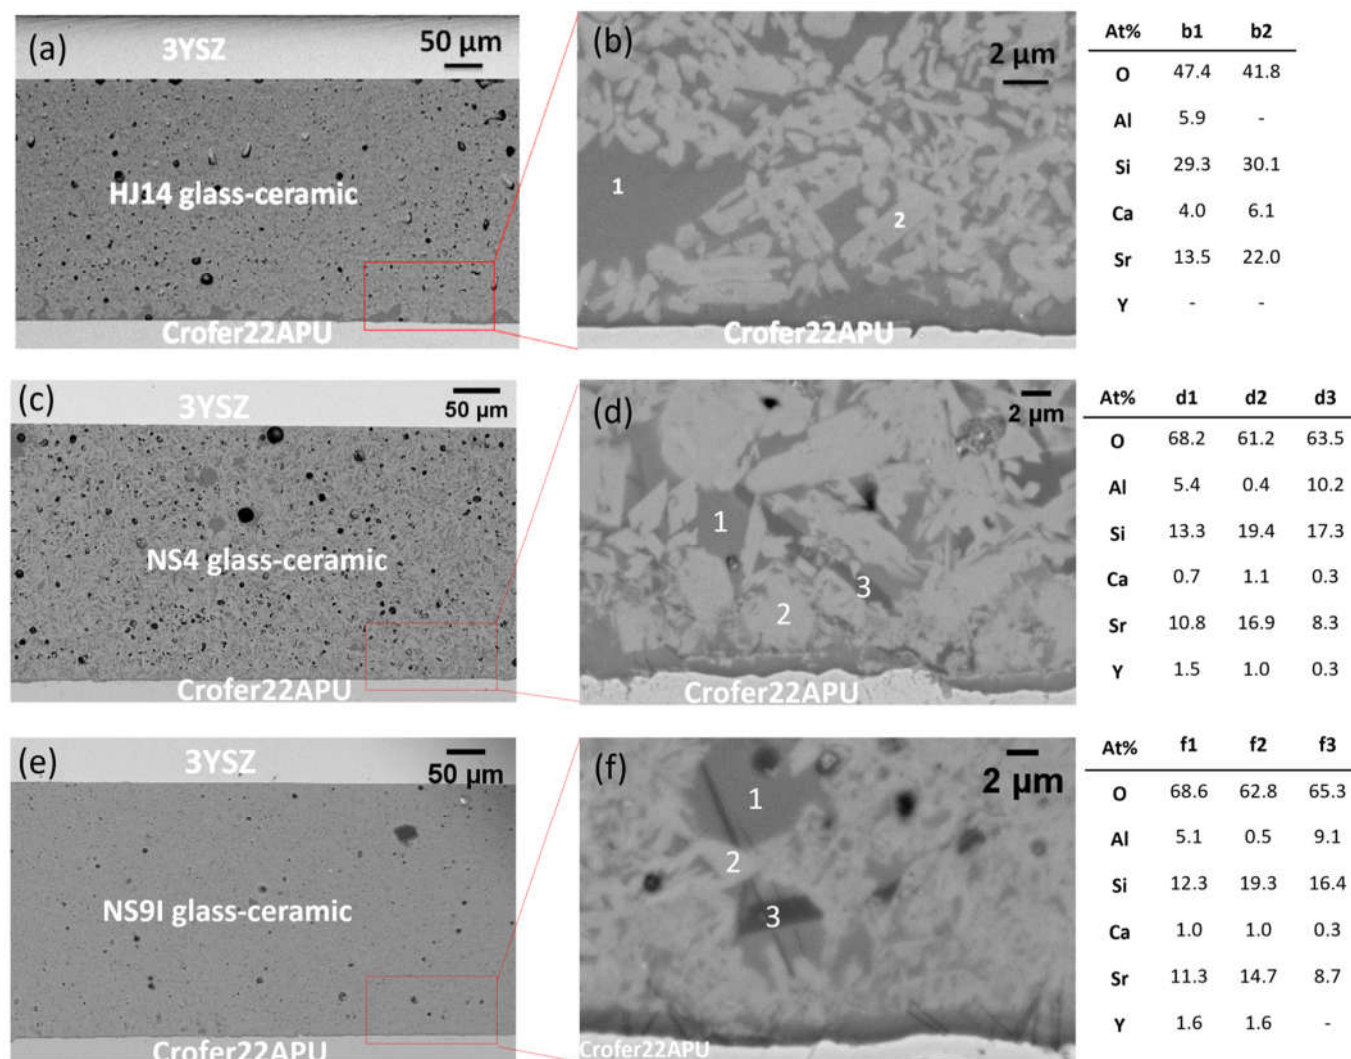 (a)
3YSZ
50 µm
HJ14 glass-ceramic
Crofer22APU
(b)
2 µm
1
2
Crofer22APU
At% b1 b2
O 47.4 41.8
Al 5.9 -
Si 29.3 30.1
Ca 4.0 6.1
Sr 13.5 22.0
Y - -
(c)
3YSZ
50 µm
NS4 glass-ceramic
Crofer22APU
(d)
2 µm
1
3
2
Crofer22APU
At% d1 d2 d3
O 68.2 61.2 63.5
Al 5.4 0.4 10.2
Si 13.3 19.4 17.3
Ca 0.7 1.1 0.3
Sr 10.8 16.9 8.3
Y 1.5 1.0 0.3
(e)
3YSZ
50 µm
NS9I glass-ceramic
Crofer22APU
(f)
2 µm
1
2
3
Crofer22APU
At% f1 f2 f3
O 68.6 62.8 65.3
Al 5.1 0.5 9.1
Si 12.3 19.3 16.4
Ca 1.0 1.0 0.3
Sr 11.3 14.7 8.7
Y 1.6 1.6 -